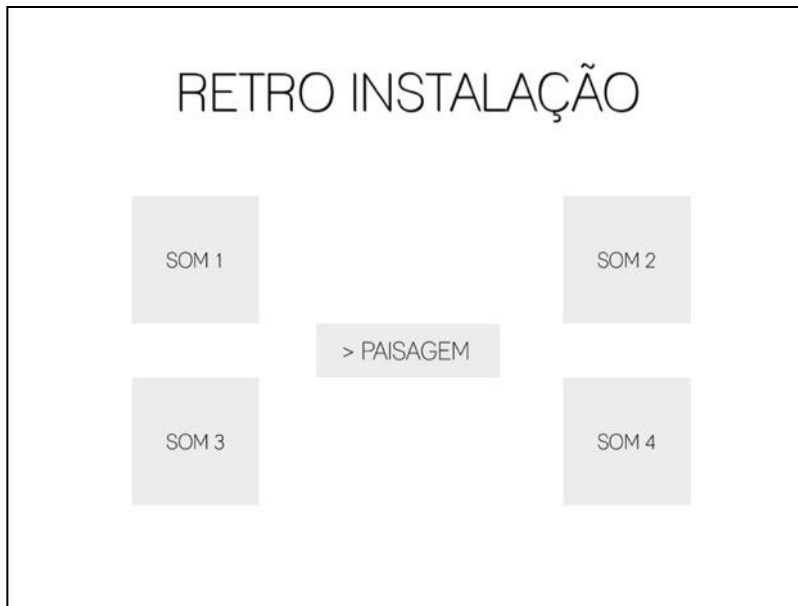 RETRO INSTALAÇÃO
SOM 1
SOM 2
> PAISAGEM
SOM 3
SOM 4